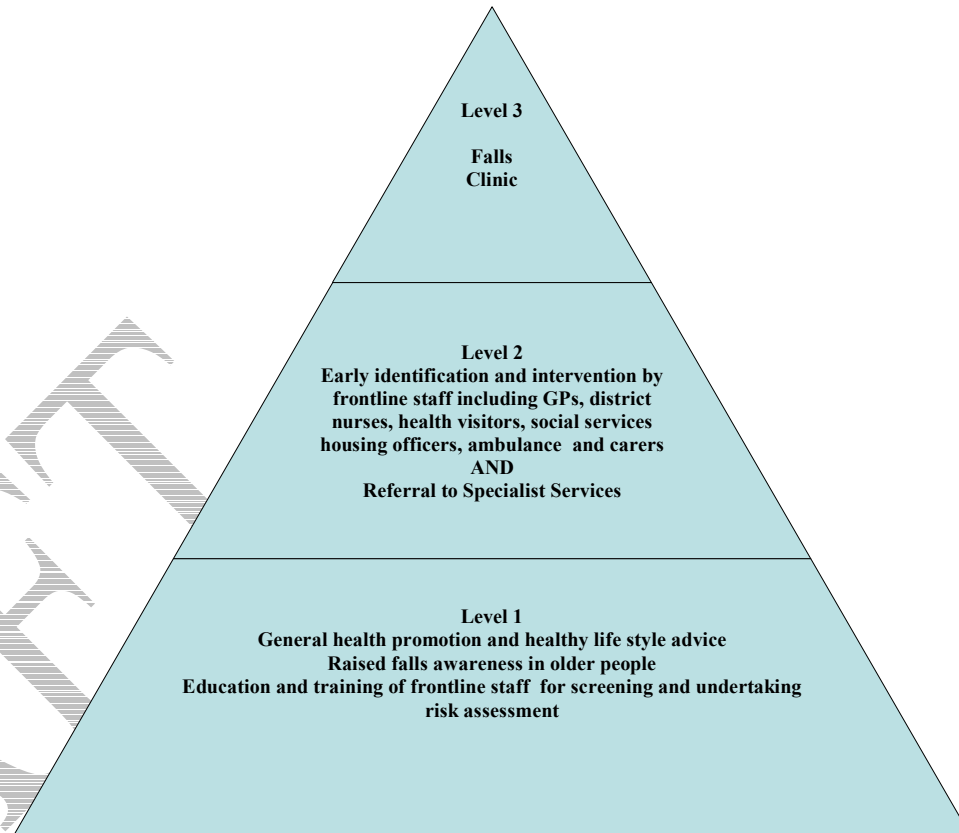 Level 3
Falls
Clinic
Level 2
Early identification and intervention by
frontline staff including GPs, district
nurses, health visitors, social services
housing officers, ambulance and carers
AND
Referral to Specialist Services
Level 1
General health promotion and healthy life style advice
Raised falls awareness in older people
Education and training of frontline staff for screening and undertaking
risk assessment